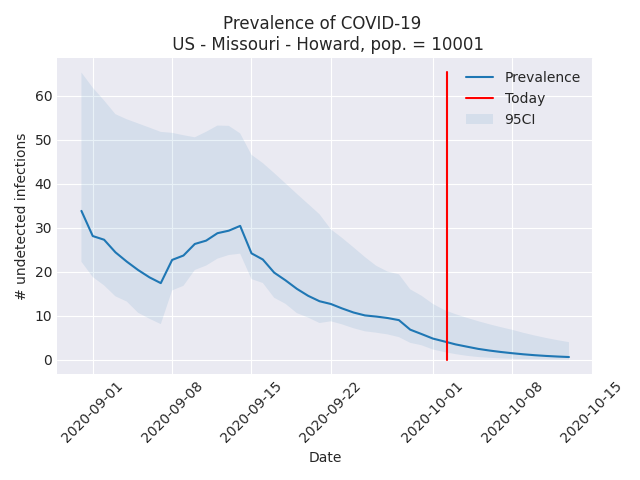 Prevalence of COVID-19
US - Missouri - Howard, pop. = 10001
Prevalence
Today
95CI
# undetected infections
60
50
40
30
20
10
0
2020-09-01
2020-09-08
2020-09-15
2020-09-22
2020-10-01
2020-10-08
2020-10-15
Date